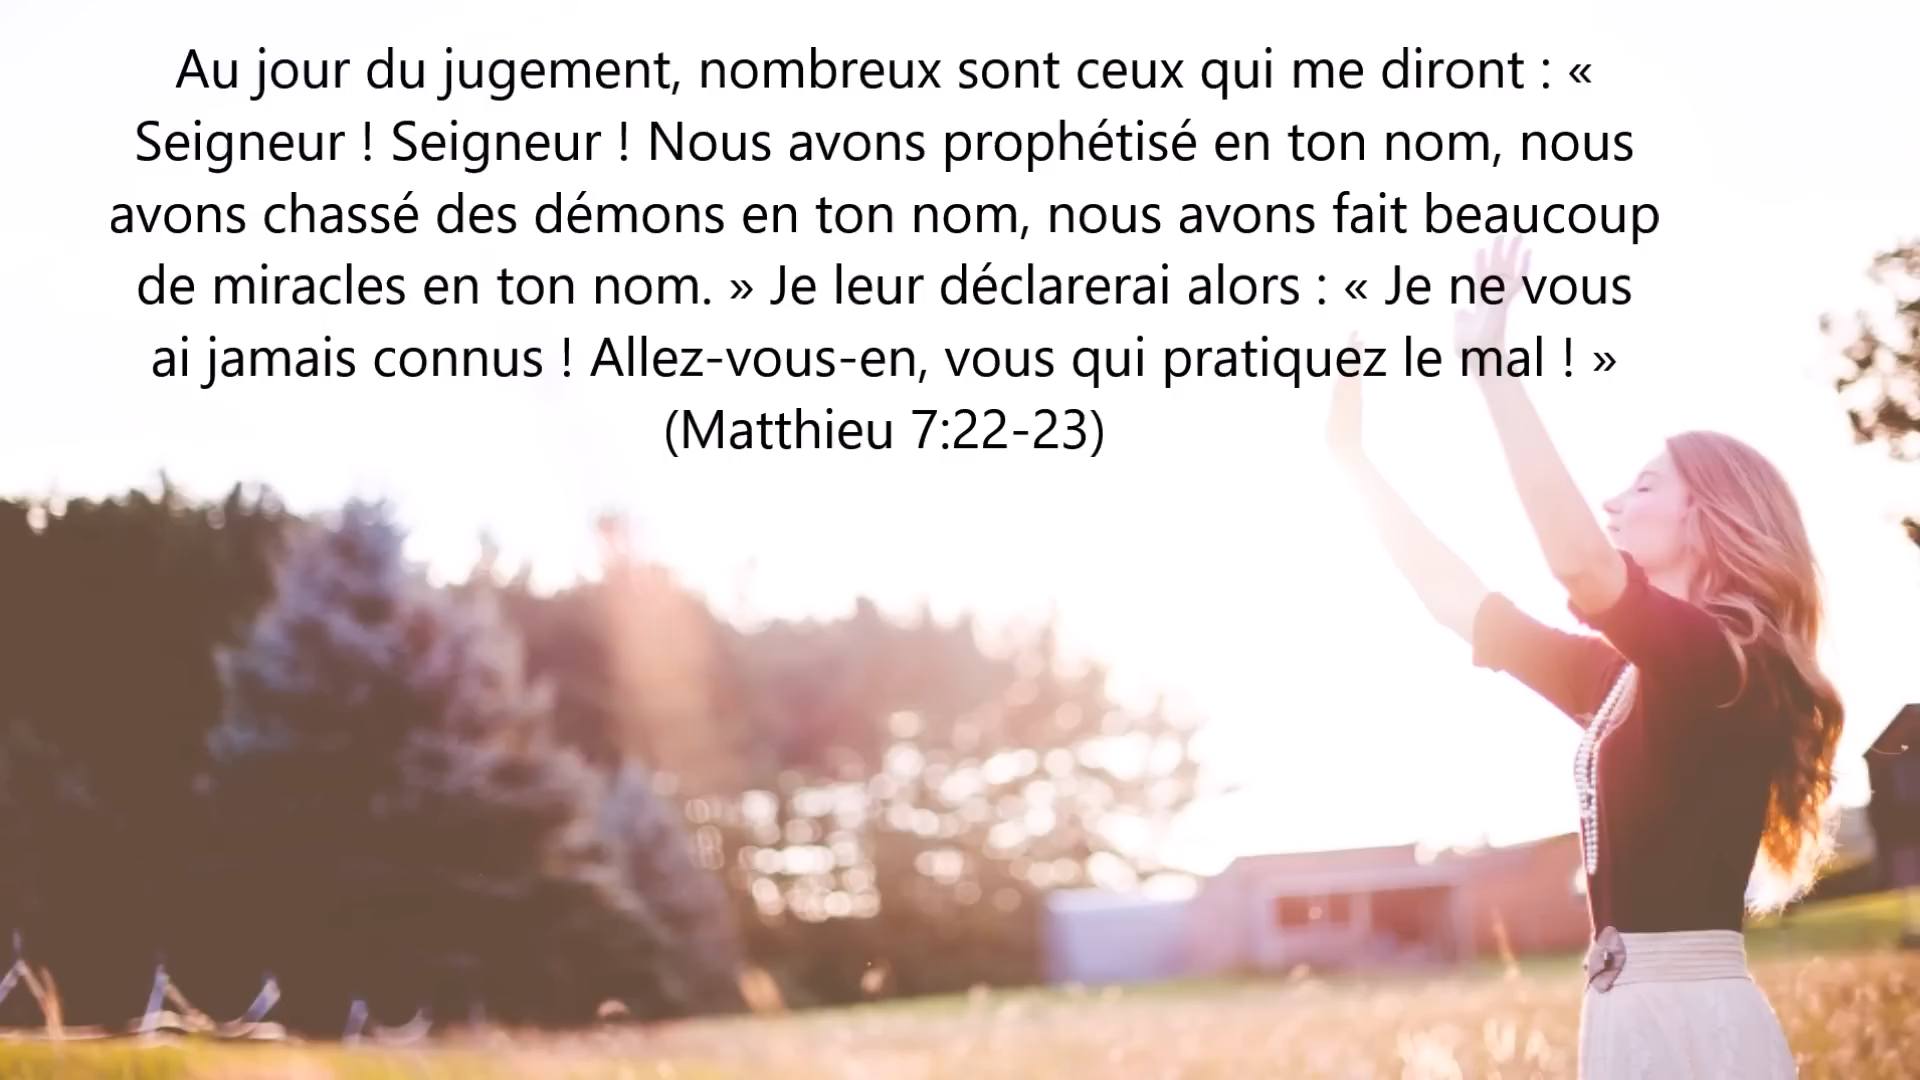 Au jour du jugement, nombreux sont ceux qui me diront : «
Seigneur ! Seigneur ! Nous avons prophétisé en ton nom, nous
avons chassé des démons en ton nom, nous avons fait beaucoup
de miracles en ton nom. » Je leur déclarerai alors : « Je ne vous
ai jamais connus ! Allez-vous-en, vous qui pratiquez le mal ! »
(Matthieu 7:22-23)